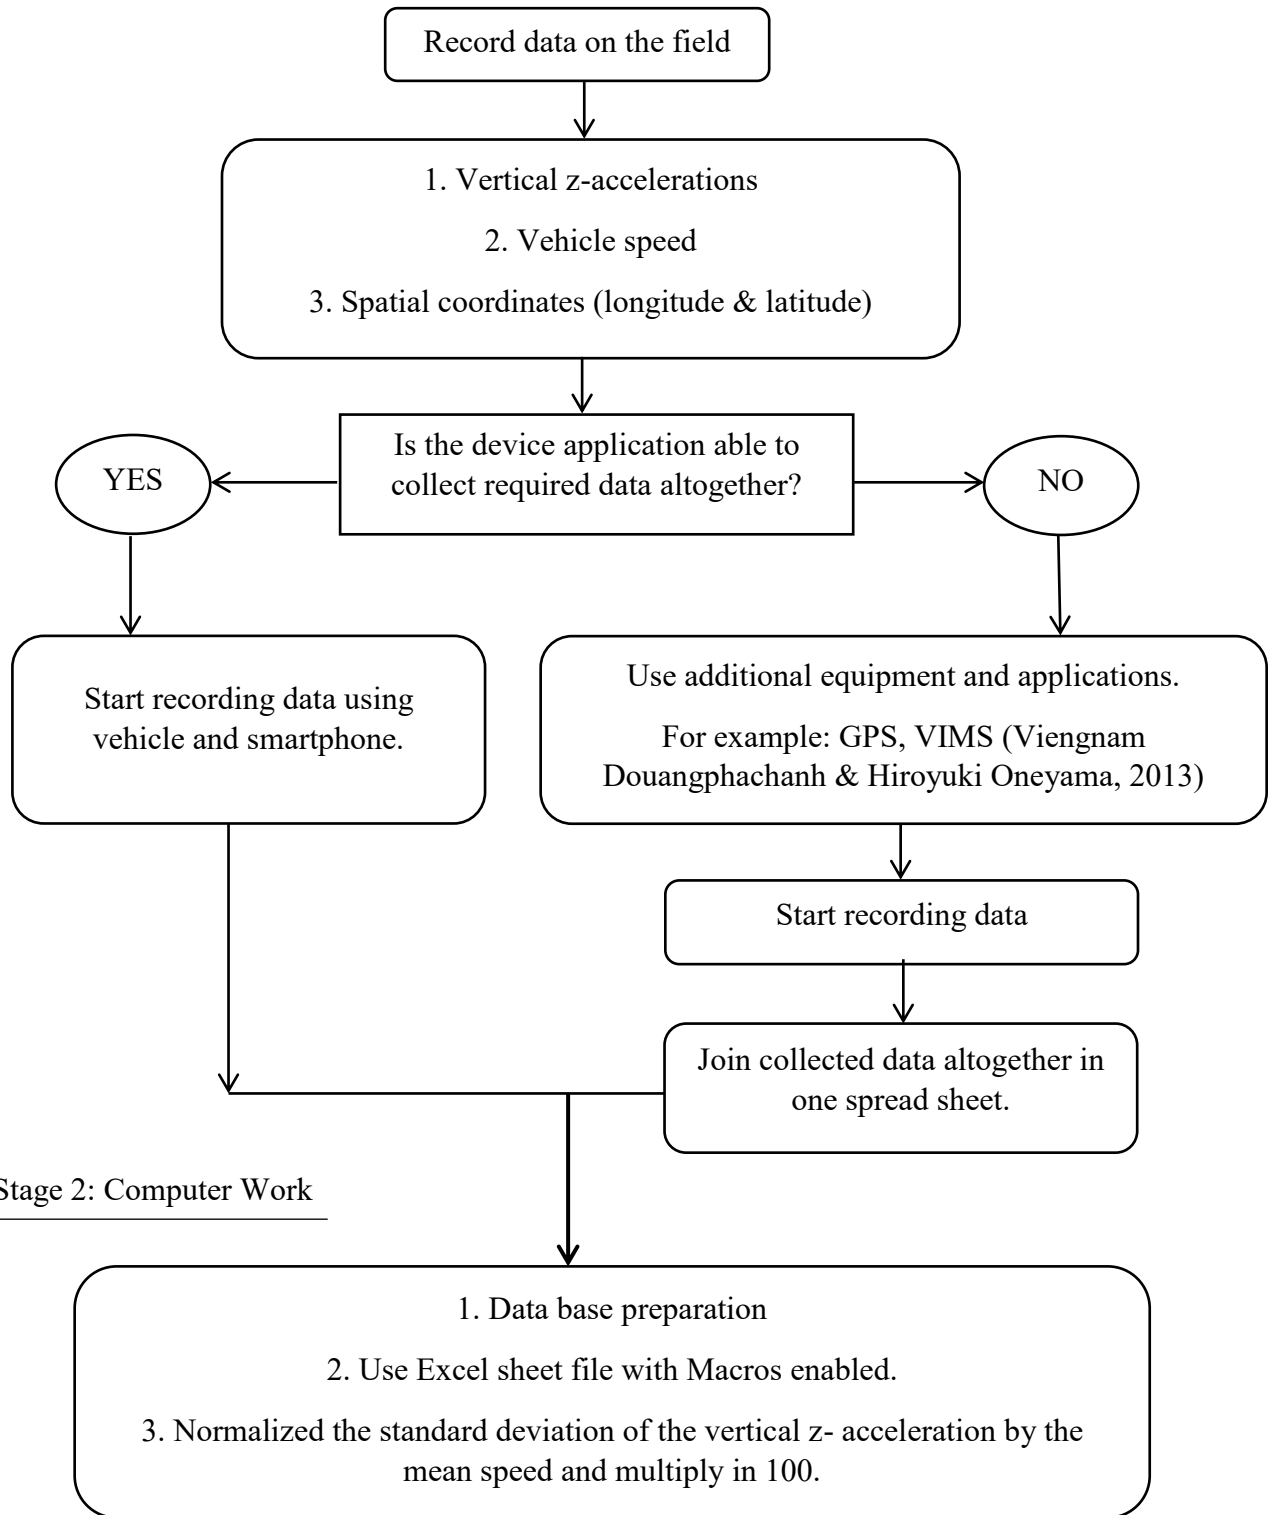 Record data on the field
1. Vertical z-accelerations
2. Vehicle speed
3. Spatial coordinates (longitude & latitude)
Is the device application able to
collect required data altogether?
YES
NO
Start recording data using
vehicle and smartphone.
Use additional equipment and applications.
For example: GPS, VIMS (Viengnam
Douangphachanh & Hiroyuki Oneyama, 2013)
Start recording data
Join collected data altogether in
one spread sheet.
Stage 2: Computer Work
1. Data base preparation
2. Use Excel sheet file with Macros enabled.
3. Normalized the standard deviation of the vertical z- acceleration by the
mean speed and multiply in 100.